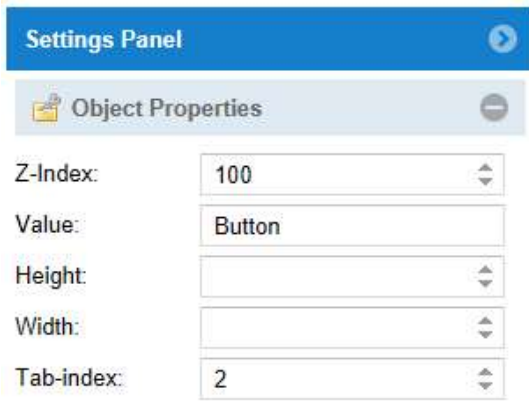 Settings Panel
Object Properties
Z-Index: 100
Value: Button
Height:
Width:
Tab-index: 2